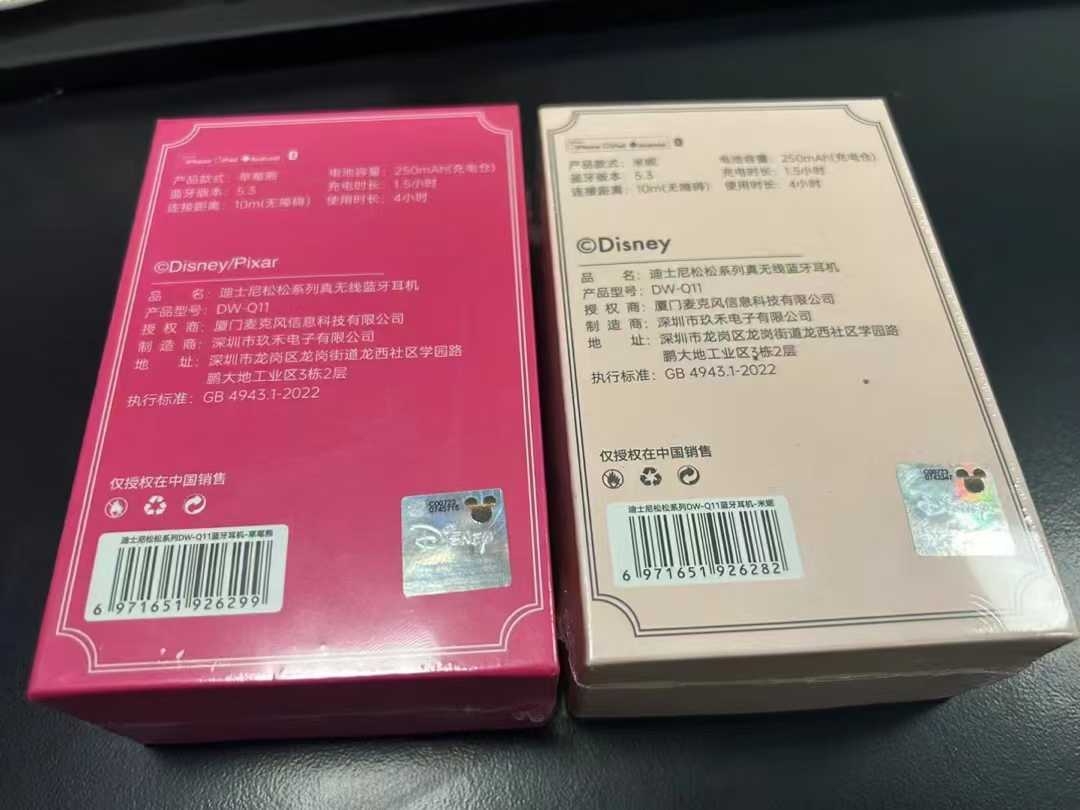 iPhone iPad Android
产品款式：草莓熊 电池容量：250mAh(充电仓)
蓝牙版本：5.3 充电时长：1.5小时
连接距离：10m(无障碍) 使用时长：4小时
©Disney/Pixar
品 名：迪士尼松松系列真无线蓝牙耳机
产品型号：DW-Q11
授 权 商：厦门麦克风信息科技有限公司
制 造 商：深圳市玖禾电子有限公司
地 址：深圳市龙岗区龙岗街道龙西社区学园路
鹏大地工业区3栋2层
执行标准：GB 4943.1-2022
仅授权在中国销售
迪士尼松松系列DW-Q11蓝牙耳机-草莓熊
6 971651 926299
Disney
iPhone iPad Android
产品款式：米妮 电池容量：250mAh(充电仓)
蓝牙版本：5.3 充电时长：1.5小时
连接距离：10m(无障碍) 使用时长：4小时
©Disney
品 名：迪士尼松松系列真无线蓝牙耳机
产品型号：DW-Q11
授 权 商：厦门麦克风信息科技有限公司
制 造 商：深圳市玖禾电子有限公司
地 址：深圳市龙岗区龙岗街道龙西社区学园路
鹏大地工业区3栋2层
执行标准：GB 4943.1-2022
仅授权在中国销售
迪士尼松松系列DW-Q11蓝牙耳机-米妮
6 971651 926282